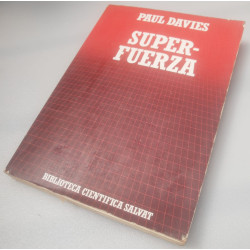 PAUL DAVIES
SUPER-
FUERZA
BIBLIOTECA CIENTIFICA SALVAT